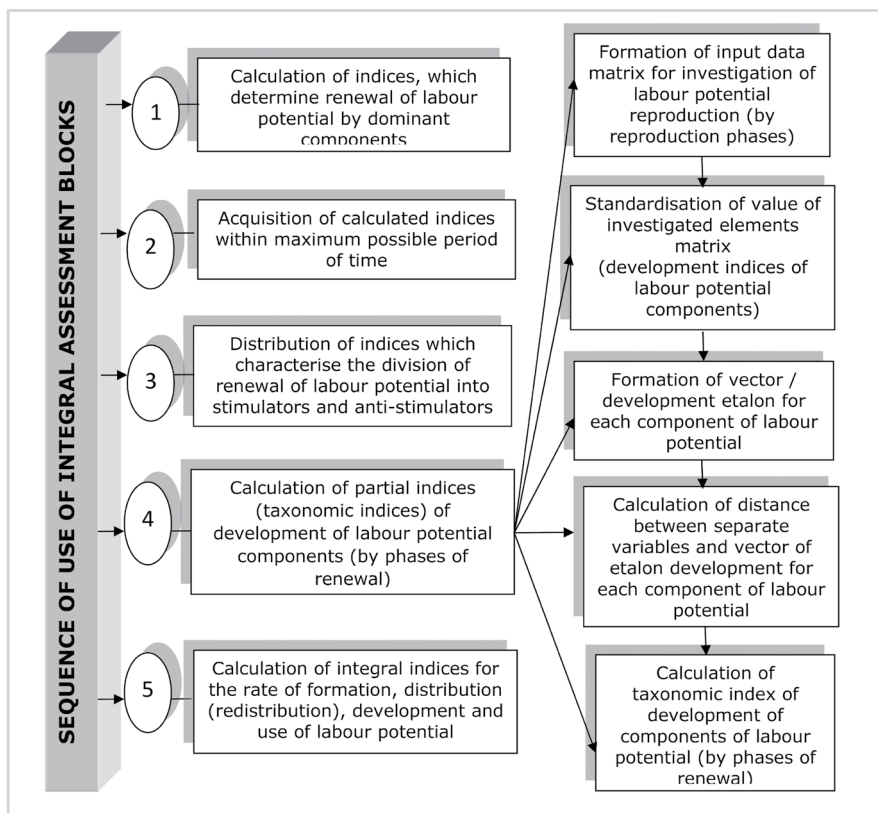 SEQUENCE OF USE OF INTEGRAL ASSESSMENT BLOCKS
1
Calculation of indices, which
determine renewal of labour
potential by dominant
components
2
Acquisition of calculated indices
within maximum possible period
of time
3
Distribution of indices which
characterise the division of
renewal of labour potential into
stimulators and anti-stimulators
4
Calculation of partial indices
(taxonomic indices) of
development of labour potential
components (by phases of
renewal)
5
Calculation of integral indices for
the rate of formation, distribution
(redistribution), development and
use of labour potential
Formation of input data
matrix for investigation of
labour potential
reproduction (by
reproduction phases)
Standardisation of value of
investigated elements
matrix
(development indices of
labour potential
components)
Formation of vector /
development etalon for
each component of labour
potential
Calculation of distance
between separate
variables and vector of
etalon development for
each component of labour
potential
Calculation of
taxonomic index of
development of
components of labour
potential (by phases of
renewal)